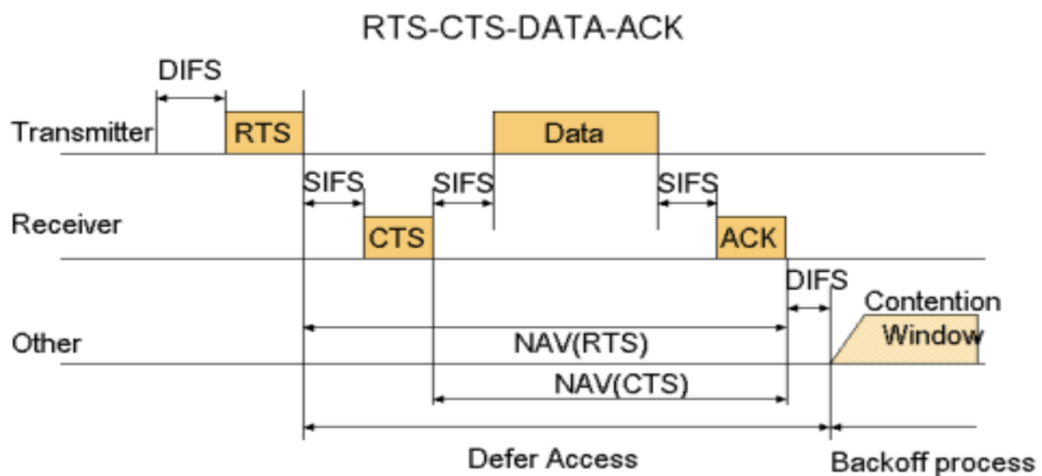 RTS-CTS-DATA-ACK
DIFS
Transmitter
RTS
Data
SIFS
SIFS
SIFS
Receiver
CTS
ACK
DIFS
Contention
Window
Other
NAV(RTS)
NAV(CTS)
Defer Access
Backoff process